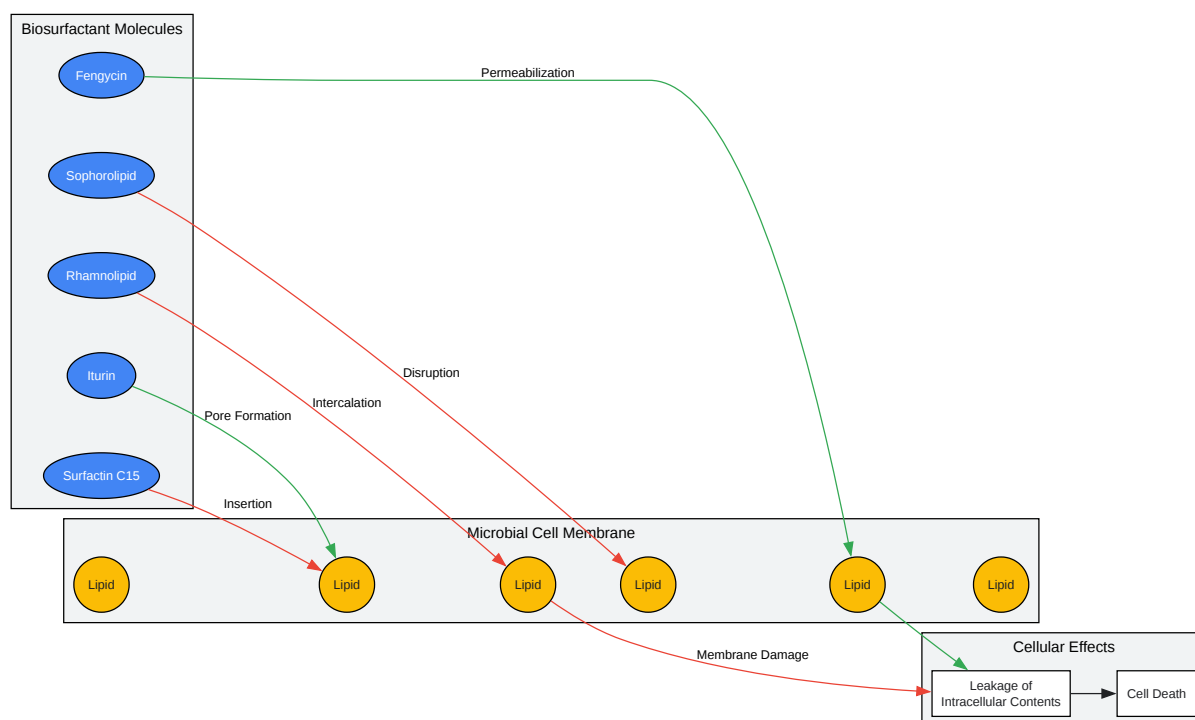 Biosurfactant Molecules
Fengycin
Permeabilization
Sophorolipid
Rhamnolipid
Disruption
Iturin
Intercalation
Pore Formation
Surfactin C15
Insertion
Microbial Cell Membrane
Lipid
Lipid
Lipid
Lipid
Lipid
Lipid
Cellular Effects
Membrane Damage
Leakage of
Intracellular Contents
Cell Death